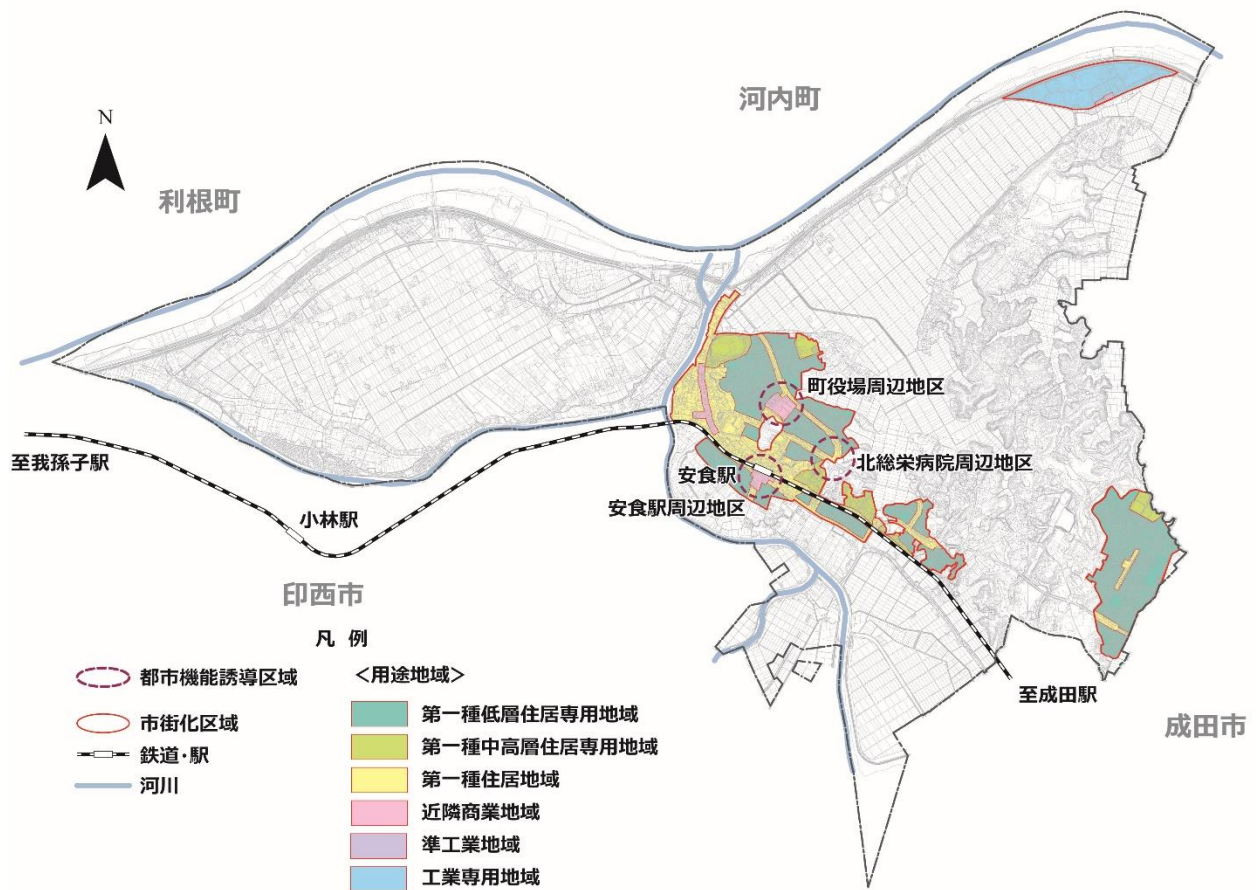 河内町
N
利根町
町役場周辺地区
至我孫子駅
安食駅
北総栄病院周辺地区
安食駅周辺地区
小林駅
印西市
至成田駅
成田市
凡 例
都市機能誘導区域
市街化区域
鉄道・駅
河川
<用途地域>
第一種低層住居専用地域
第一種中高層住居専用地域
第一種住居地域
近隣商業地域
準工業地域
工業専用地域